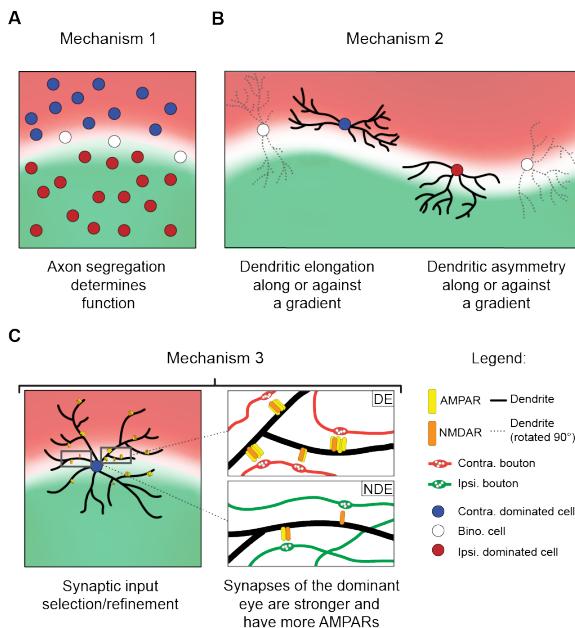 A
Mechanism 1
B
Mechanism 2
Axon segregation
determines
function
Dendritic elongation
along or against
a gradient
Dendritic asymmetry
along or against
a gradient
C
Mechanism 3
DE
NDE
Synaptic input
selection/refinement
Synapses of the dominant
eye are stronger and
have more AMPARs
Legend:
AMPAR
Dendrite
NMDAR
Dendrite
(rotated 90°)
Contra. bouton
Ipsi. bouton
Contra. dominated cell
Bino. cell
Ipsi. dominated cell